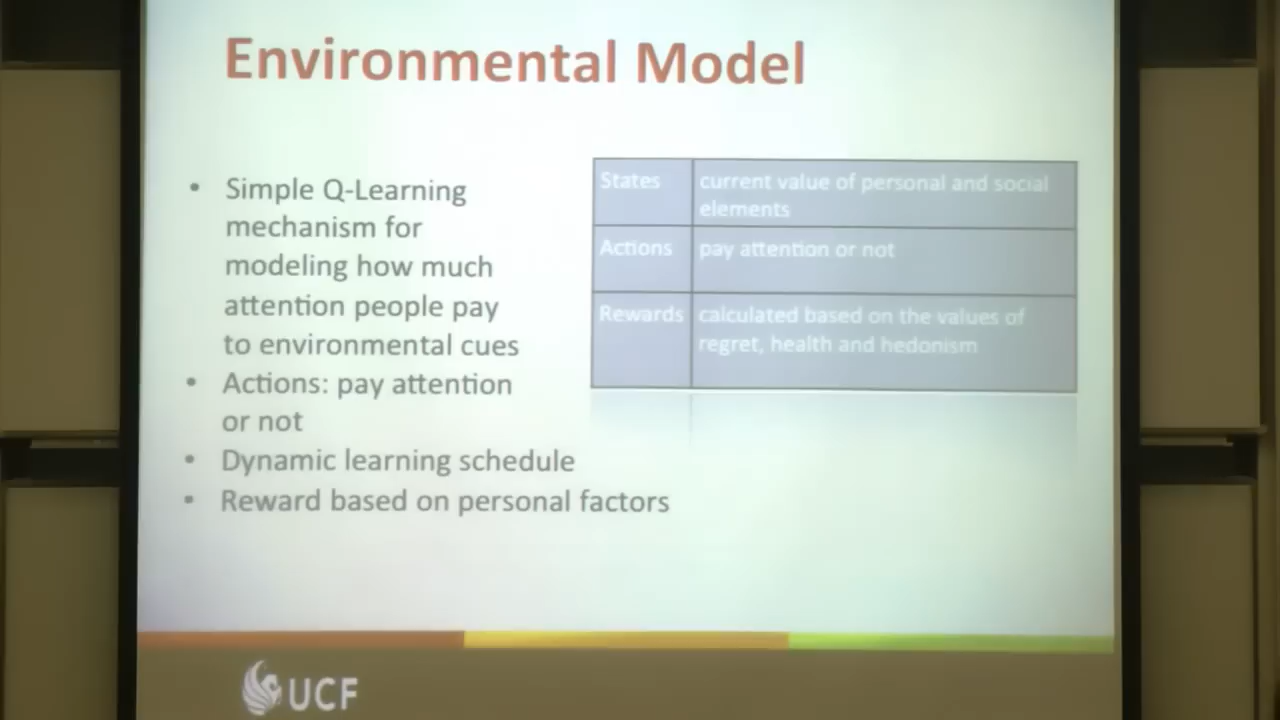 Environmental Model
• Simple Q-Learning
mechanism for
modeling how much
attention people pay
to environmental cues
• Actions: pay attention
or not
• Dynamic learning schedule
• Reward based on personal factors
States current value of personal and social
elements
Actions pay attention or not
Rewards calculated based on the values of
regret, health and hedonism
UCF